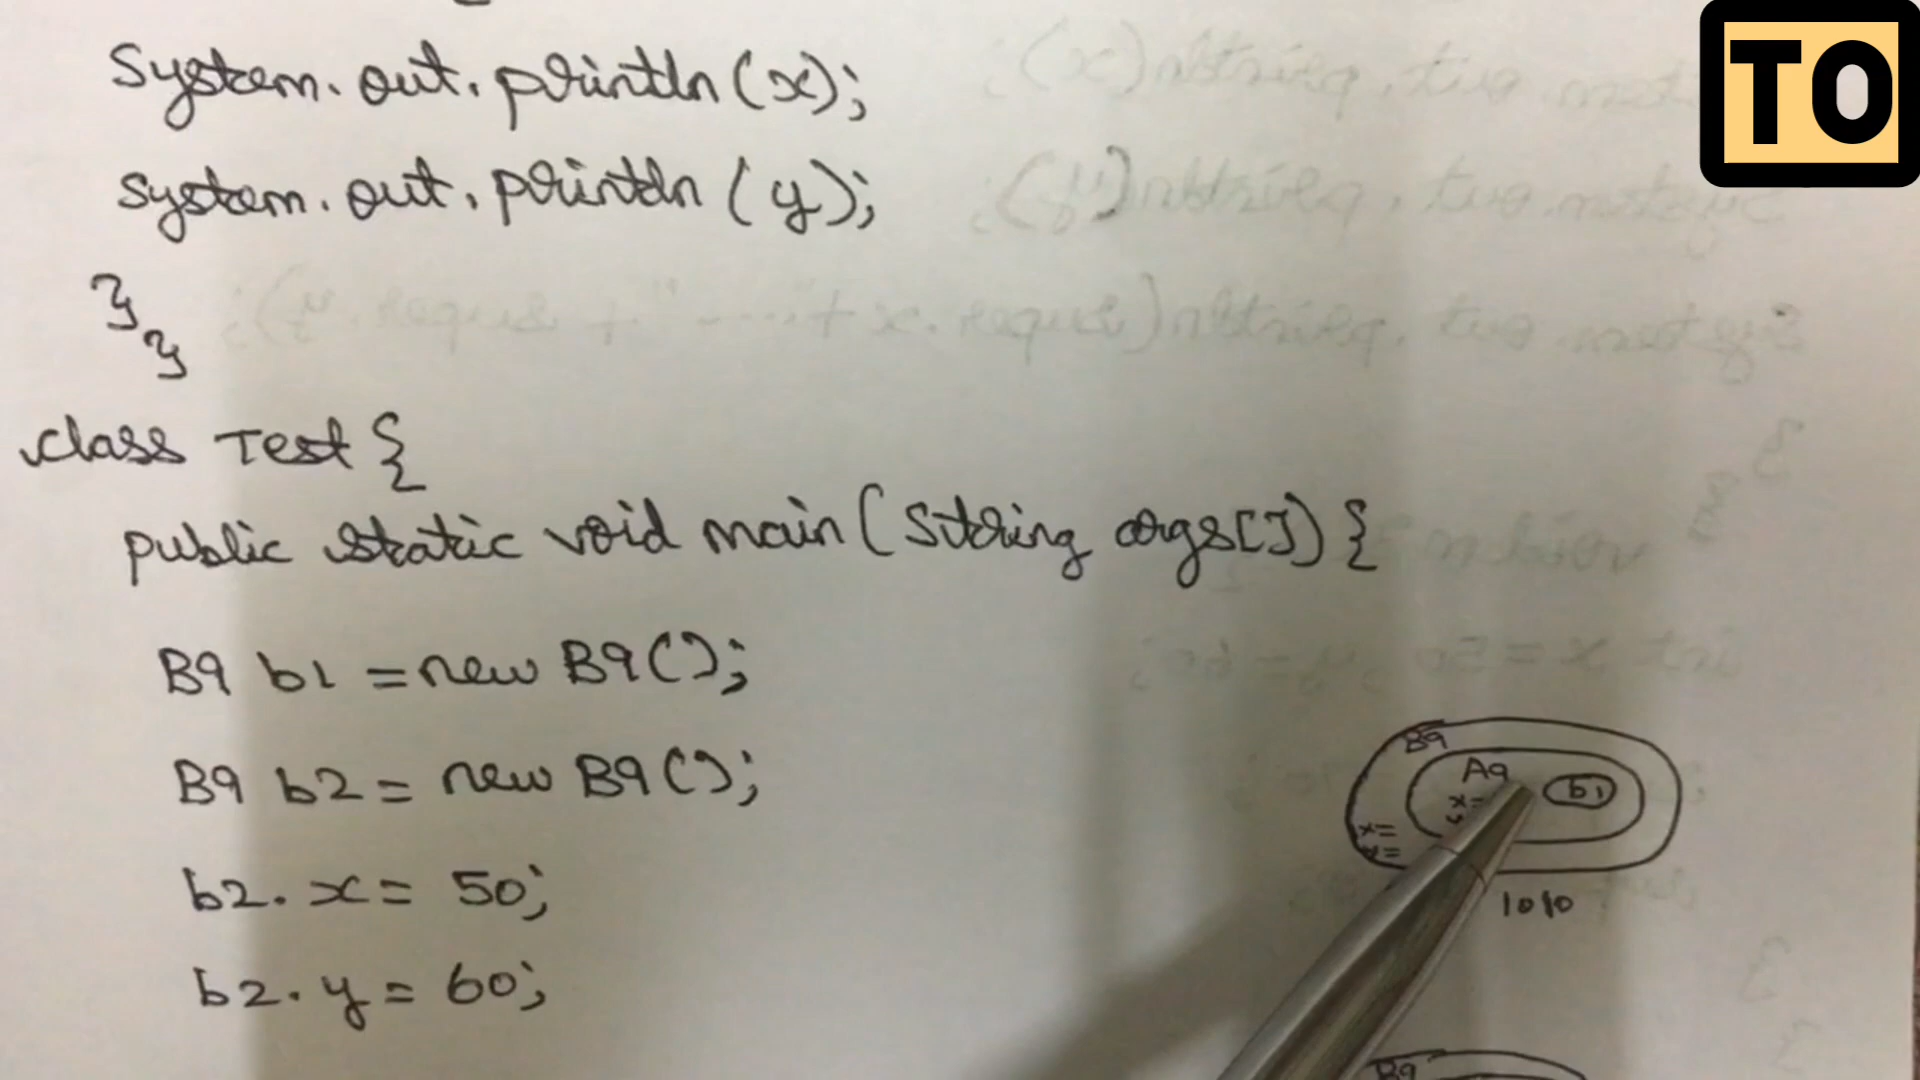 TO
System.out.println(x);
System.out.println(y);
}
}
class Test {
public static void main(String args[]) {
B9 b1 = new B9();
B9 b2 = new B9();
b2.x = 50;
b2.y = 60;
B9
A9
b1
x =
x =
1010
B9